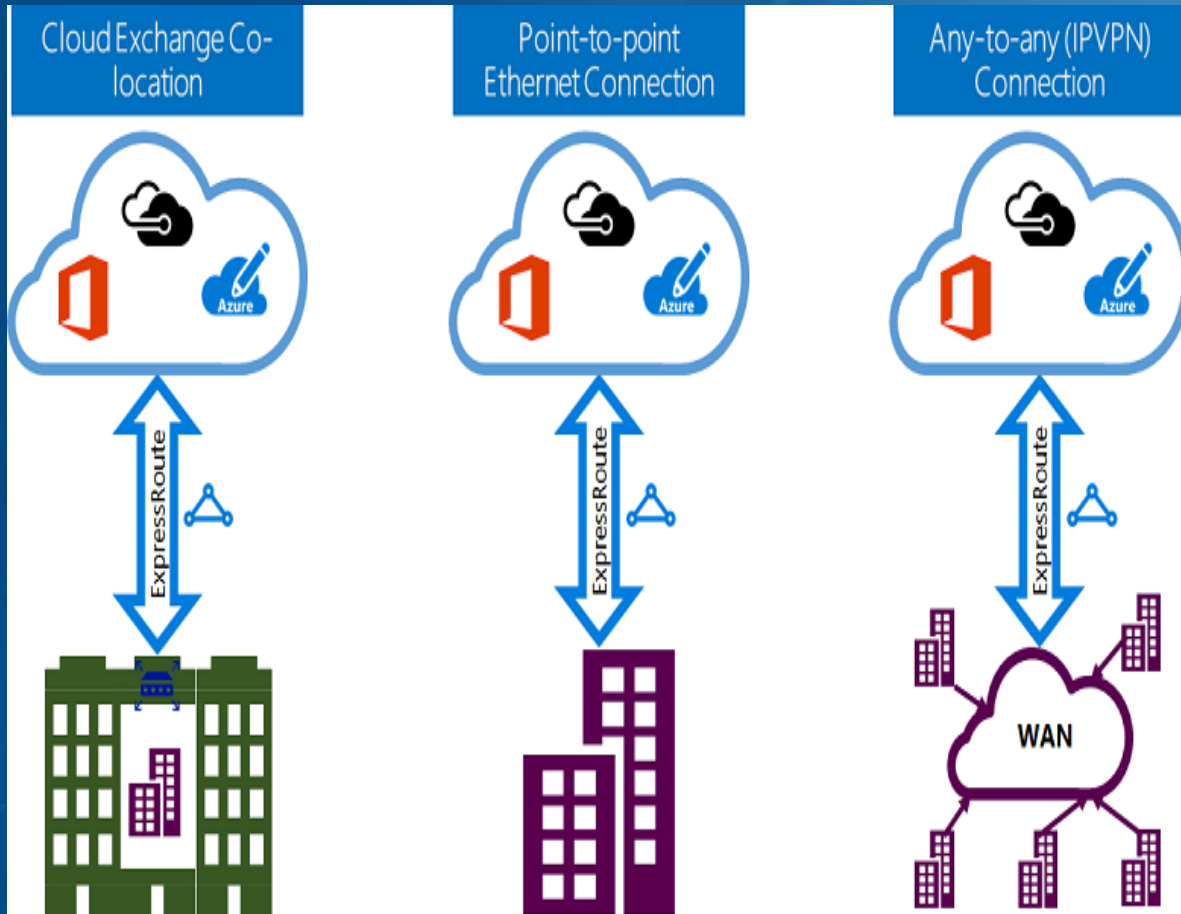 Cloud Exchange Co-
location
Point-to-point
Ethernet Connection
Any-to-any (IPVPN)
Connection
Azure
Azure
Azure
ExpressRoute
ExpressRoute
ExpressRoute
WAN